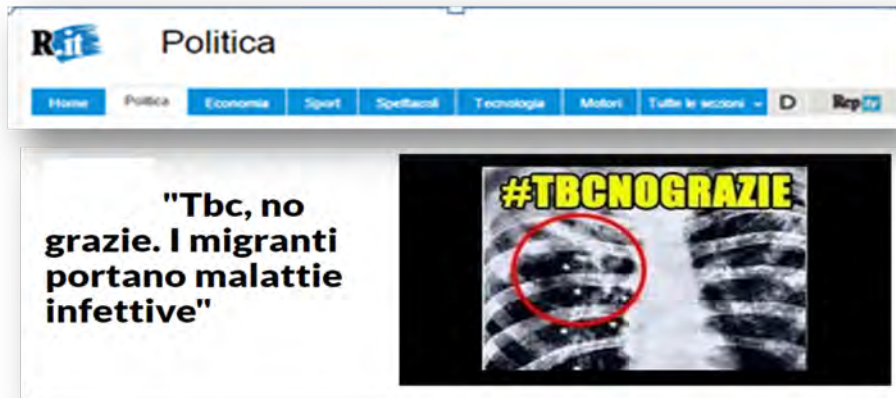 R.it Politica
Home Politica Economia Sport Spettacoli Tecnologia Motori Tutte le sezioni D Rep tv
"Tbc, no
grazie. I migranti
portano malattie
infettive"
#TBCNOGRAZIE